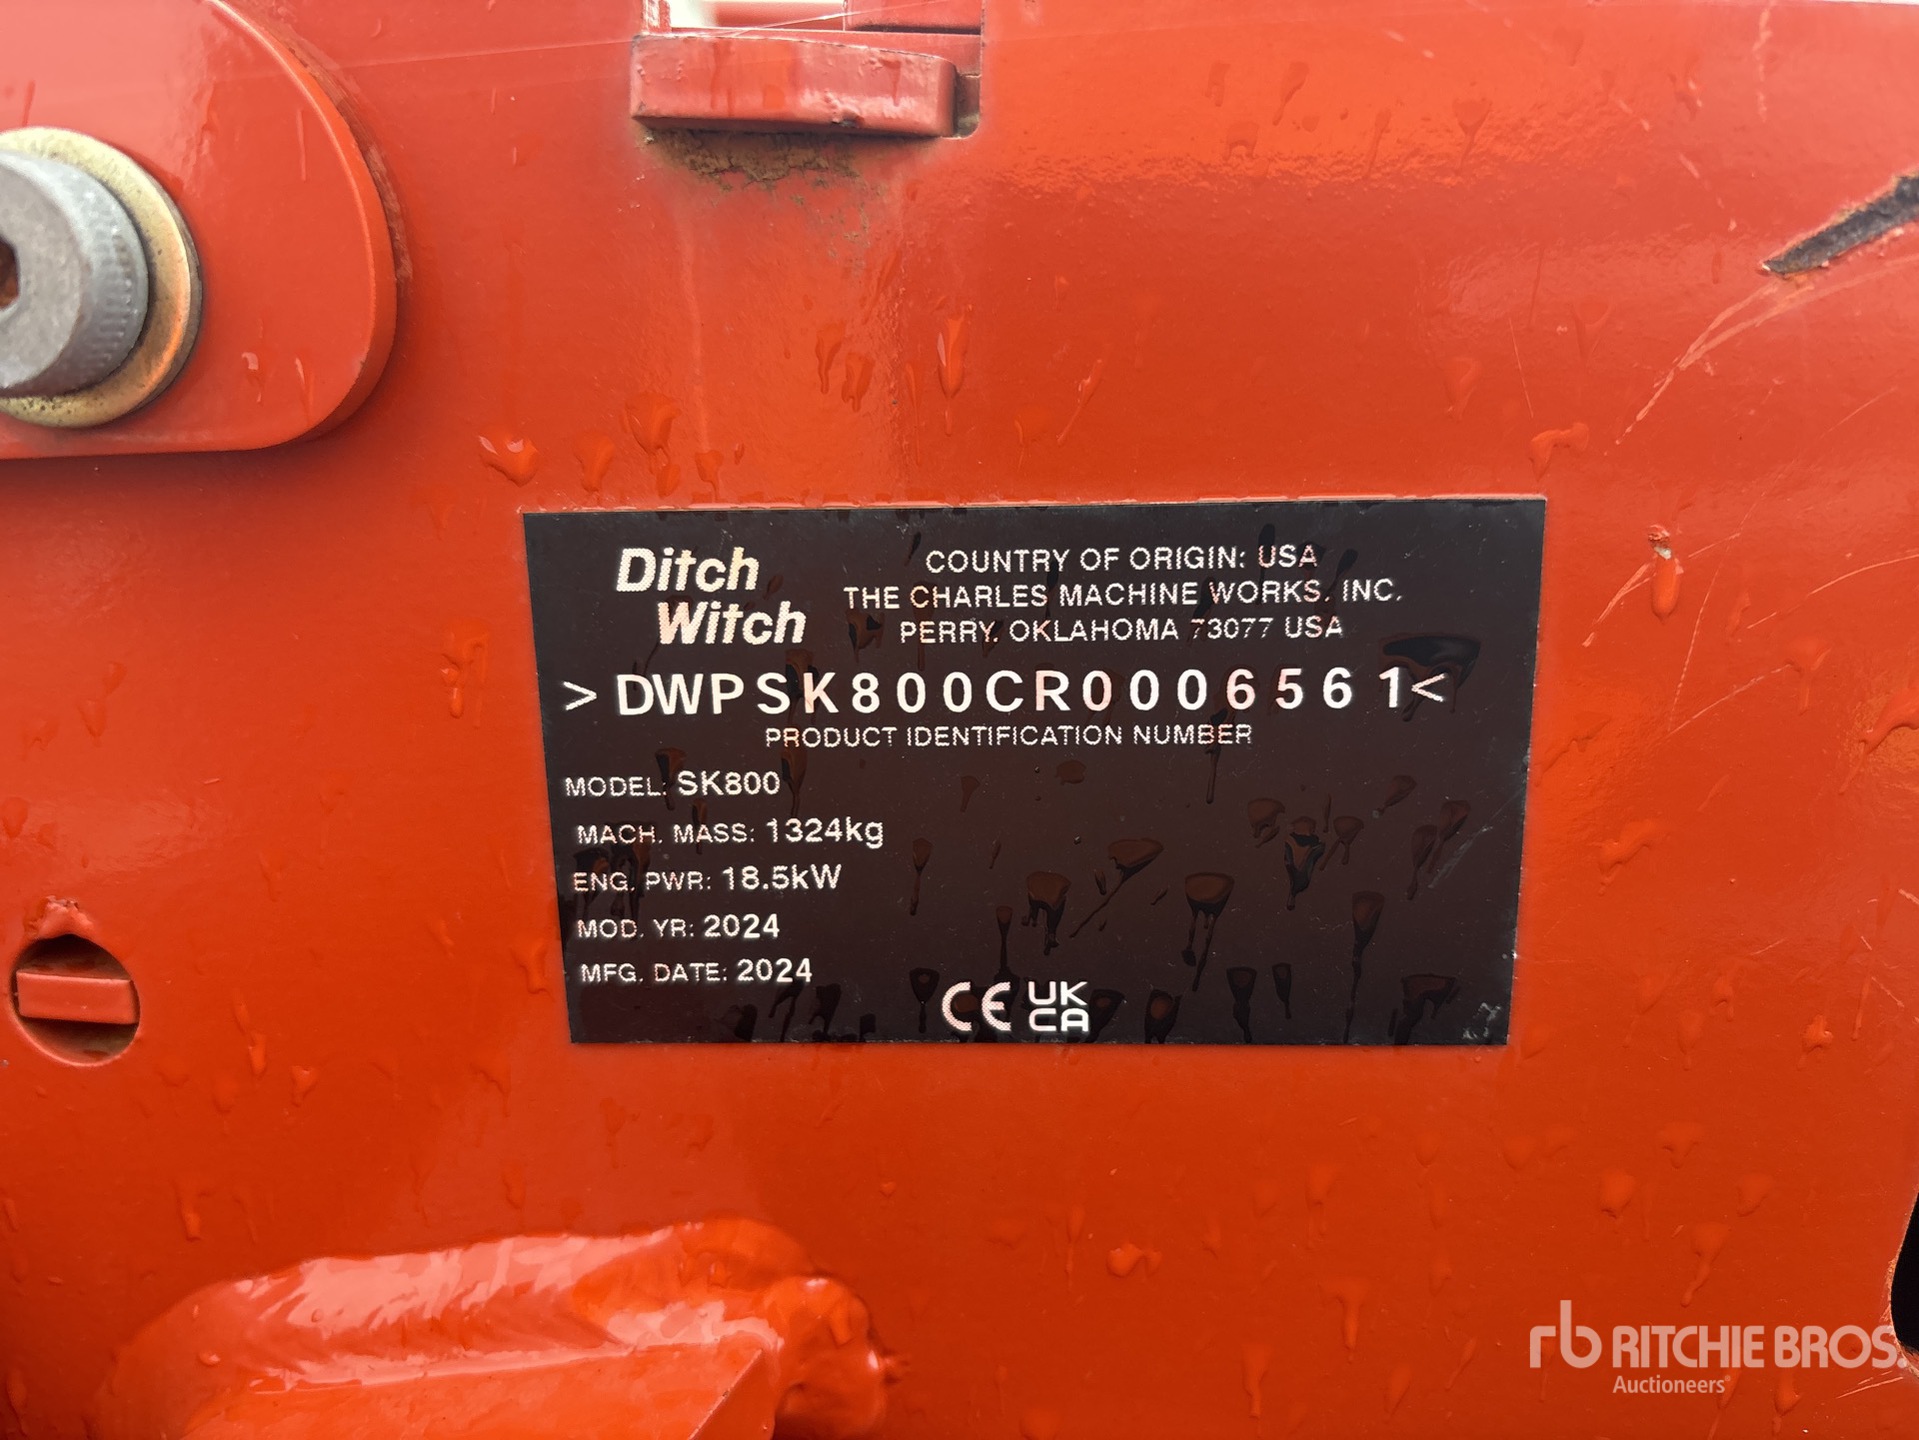 Ditch
Witch
COUNTRY OF ORIGIN: USA
THE CHARLES MACHINE WORKS, INC.
PERRY, OKLAHOMA 73077 USA
>DWPSK800CR0006561<
PRODUCT IDENTIFICATION NUMBER
MODEL: SK800
MACH. MASS: 1324kg
ENG. PWR: 18.5kW
MOD. YR: 2024
MFG. DATE: 2024
CE UK
CA
rb RITCHIE BROS.
Auctioneers